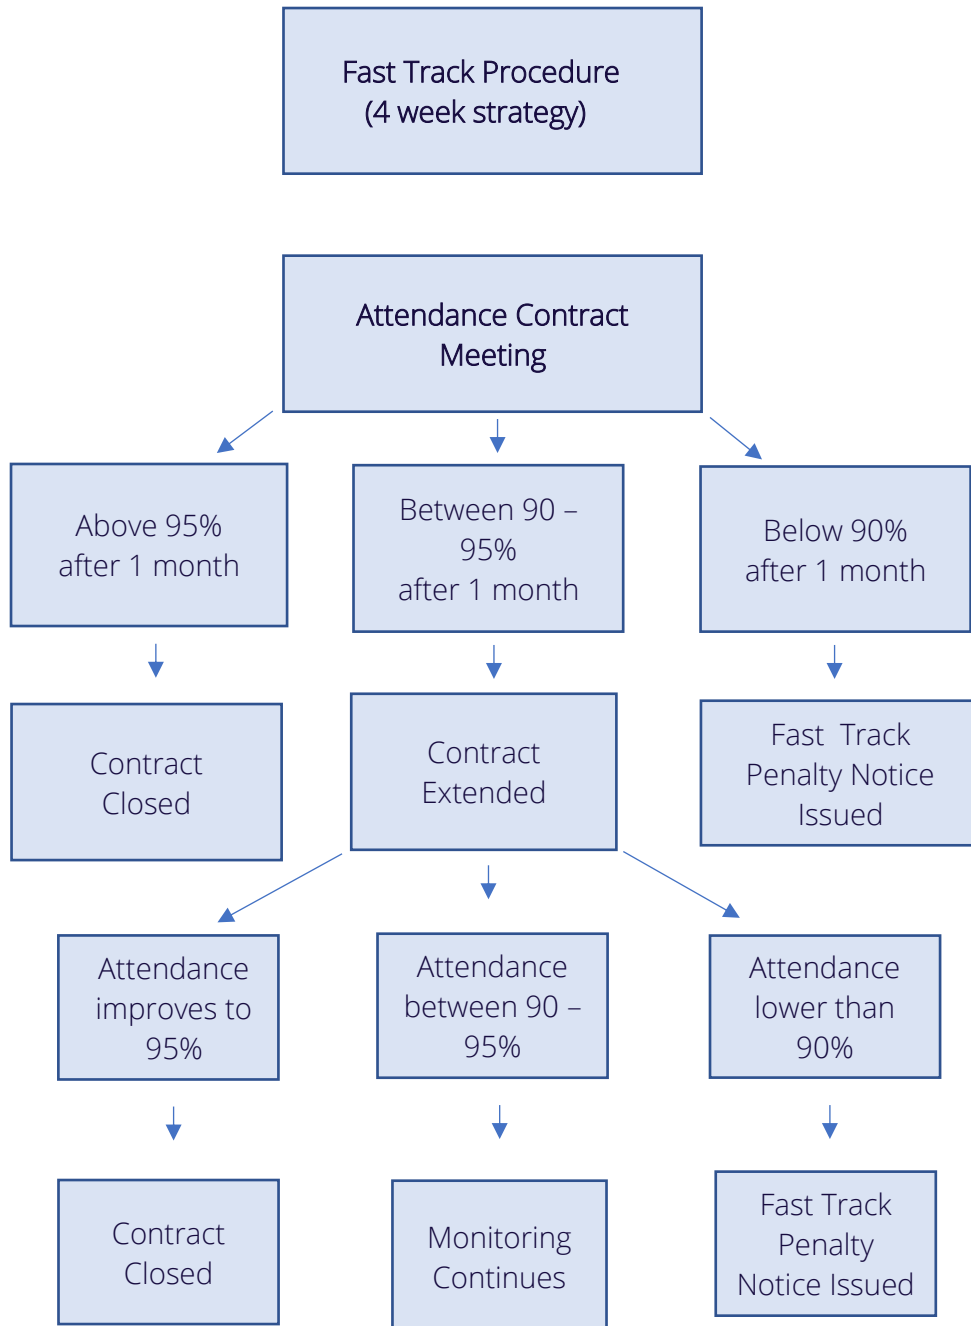 Fast Track Procedure
(4 week strategy)
Attendance Contract
Meeting
Above 95%
after 1 month
Between 90 –
95%
after 1 month
Below 90%
after 1 month
Contract
Closed
Contract
Extended
Fast Track
Penalty Notice
Issued
Attendance
improves to
95%
Attendance
between 90 –
95%
Attendance
lower than
90%
Contract
Closed
Monitoring
Continues
Fast Track
Penalty
Notice Issued